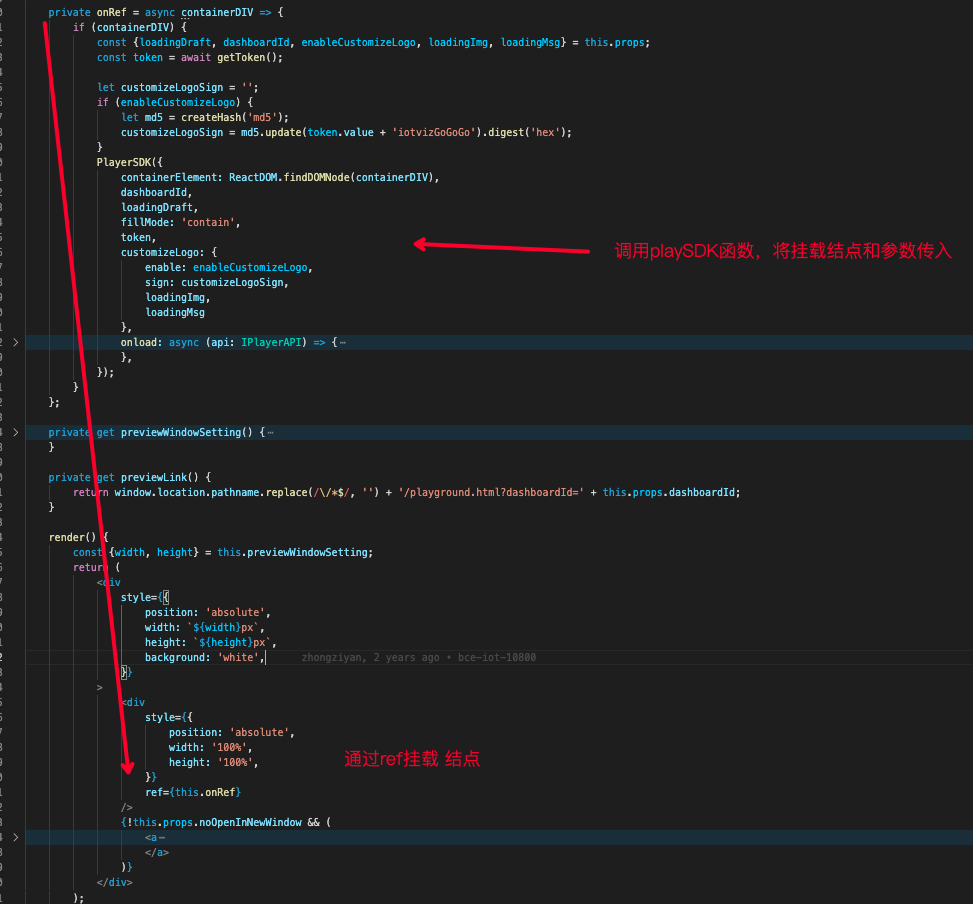 private onRef = async containerDIV => {
if (containerDIV) {
const {loadingDraft, dashboardId, enableCustomizeLogo, loadingImg, loadingMsg} = this.props;
const token = await getToken();
let customizeLogoSign = '';
if (enableCustomizeLogo) {
let md5 = createHash('md5');
customizeLogoSign = md5.update(token.value + 'iotvizGoGoGo').digest('hex');
}
PlayerSDK({
containerElement: ReactDOM.findDOMNode(containerDIV),
dashboardId,
loadingDraft,
fillMode: 'contain',
token,
customizeLogo: {
调用playSDK函数，将挂载结点和参数传入
enable: enableCustomizeLogo,
sign: customizeLogoSign,
loadingImg,
loadingMsg
},
onload: async (api: IPlayerAPI) => {⋯
},
});
}
};
private get previewWindowSetting() {⋯
}
private get previewLink() {
return window.location.pathname.replace(/\/*$/, '') + '/playground.html?dashboardId=' + this.props.dashboardId;
}
render() {
const {width, height} = this.previewWindowSetting;
return (
<div
style={{
position: 'absolute',
width: `${width}px`,
height: `${height}px`,
background: 'white', zhongziyan, 2 years ago • bce-iot-10800
}}
>
<div
style={{
position: 'absolute',
width: '100%',
height: '100%',
通过ref挂载 结点
}}
ref={this.onRef}
/>
{!this.props.noOpenInNewWindow && (
<a⋯
</a>
)}
</div>
);